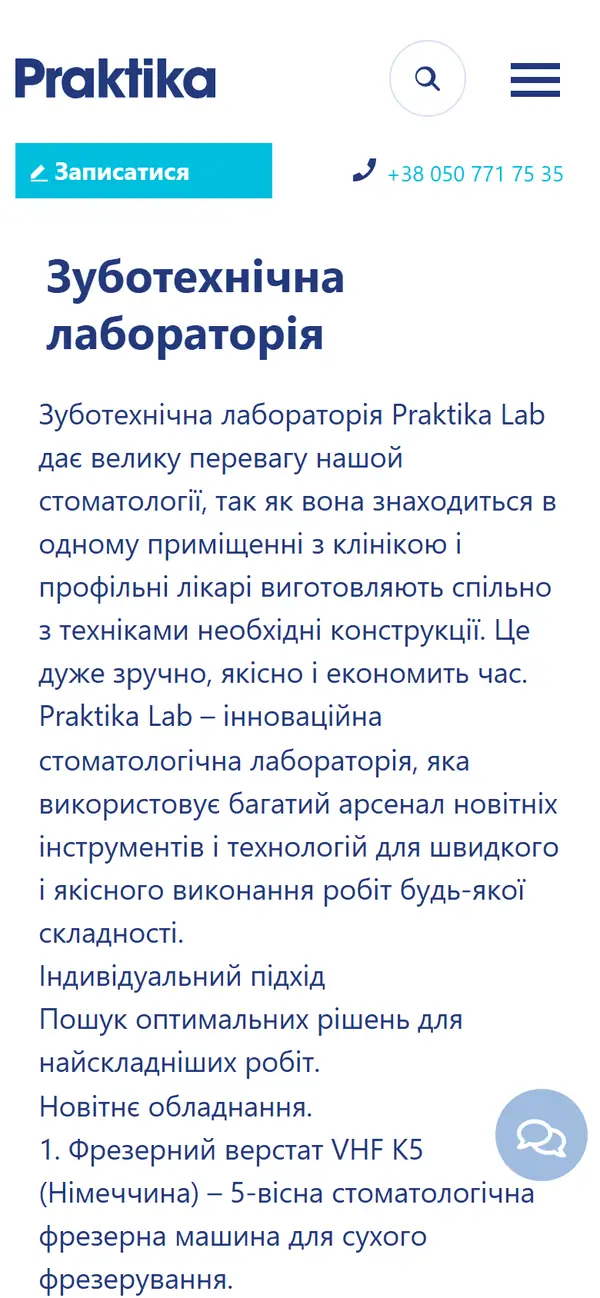 Praktika
Записатися
+38 050 771 75 35
Зуботехнічна
лабораторія
Зуботехнічна лабораторія Praktika Lab
дає велику перевагу нашой
стоматології, так як вона знаходиться в
одному приміщенні з клінікою і
профільні лікарі виготовляють спільно
з техніками необхідні конструкції. Це
дуже зручно, якісно і економить час.
Praktika Lab – інноваційна
стоматологічна лабораторія, яка
використовує багатий арсенал новітніх
інструментів і технологій для швидкого
і якісного виконання робіт будь-якої
складності.
Індивідуальний підхід
Пошук оптимальних рішень для
найскладніших робіт.
Новітнє обладнання.
1. Фрезерний верстат VHF K5
(Німеччина) – 5-вісна стоматологічна
фрезерна машина для сухого
фрезерування.